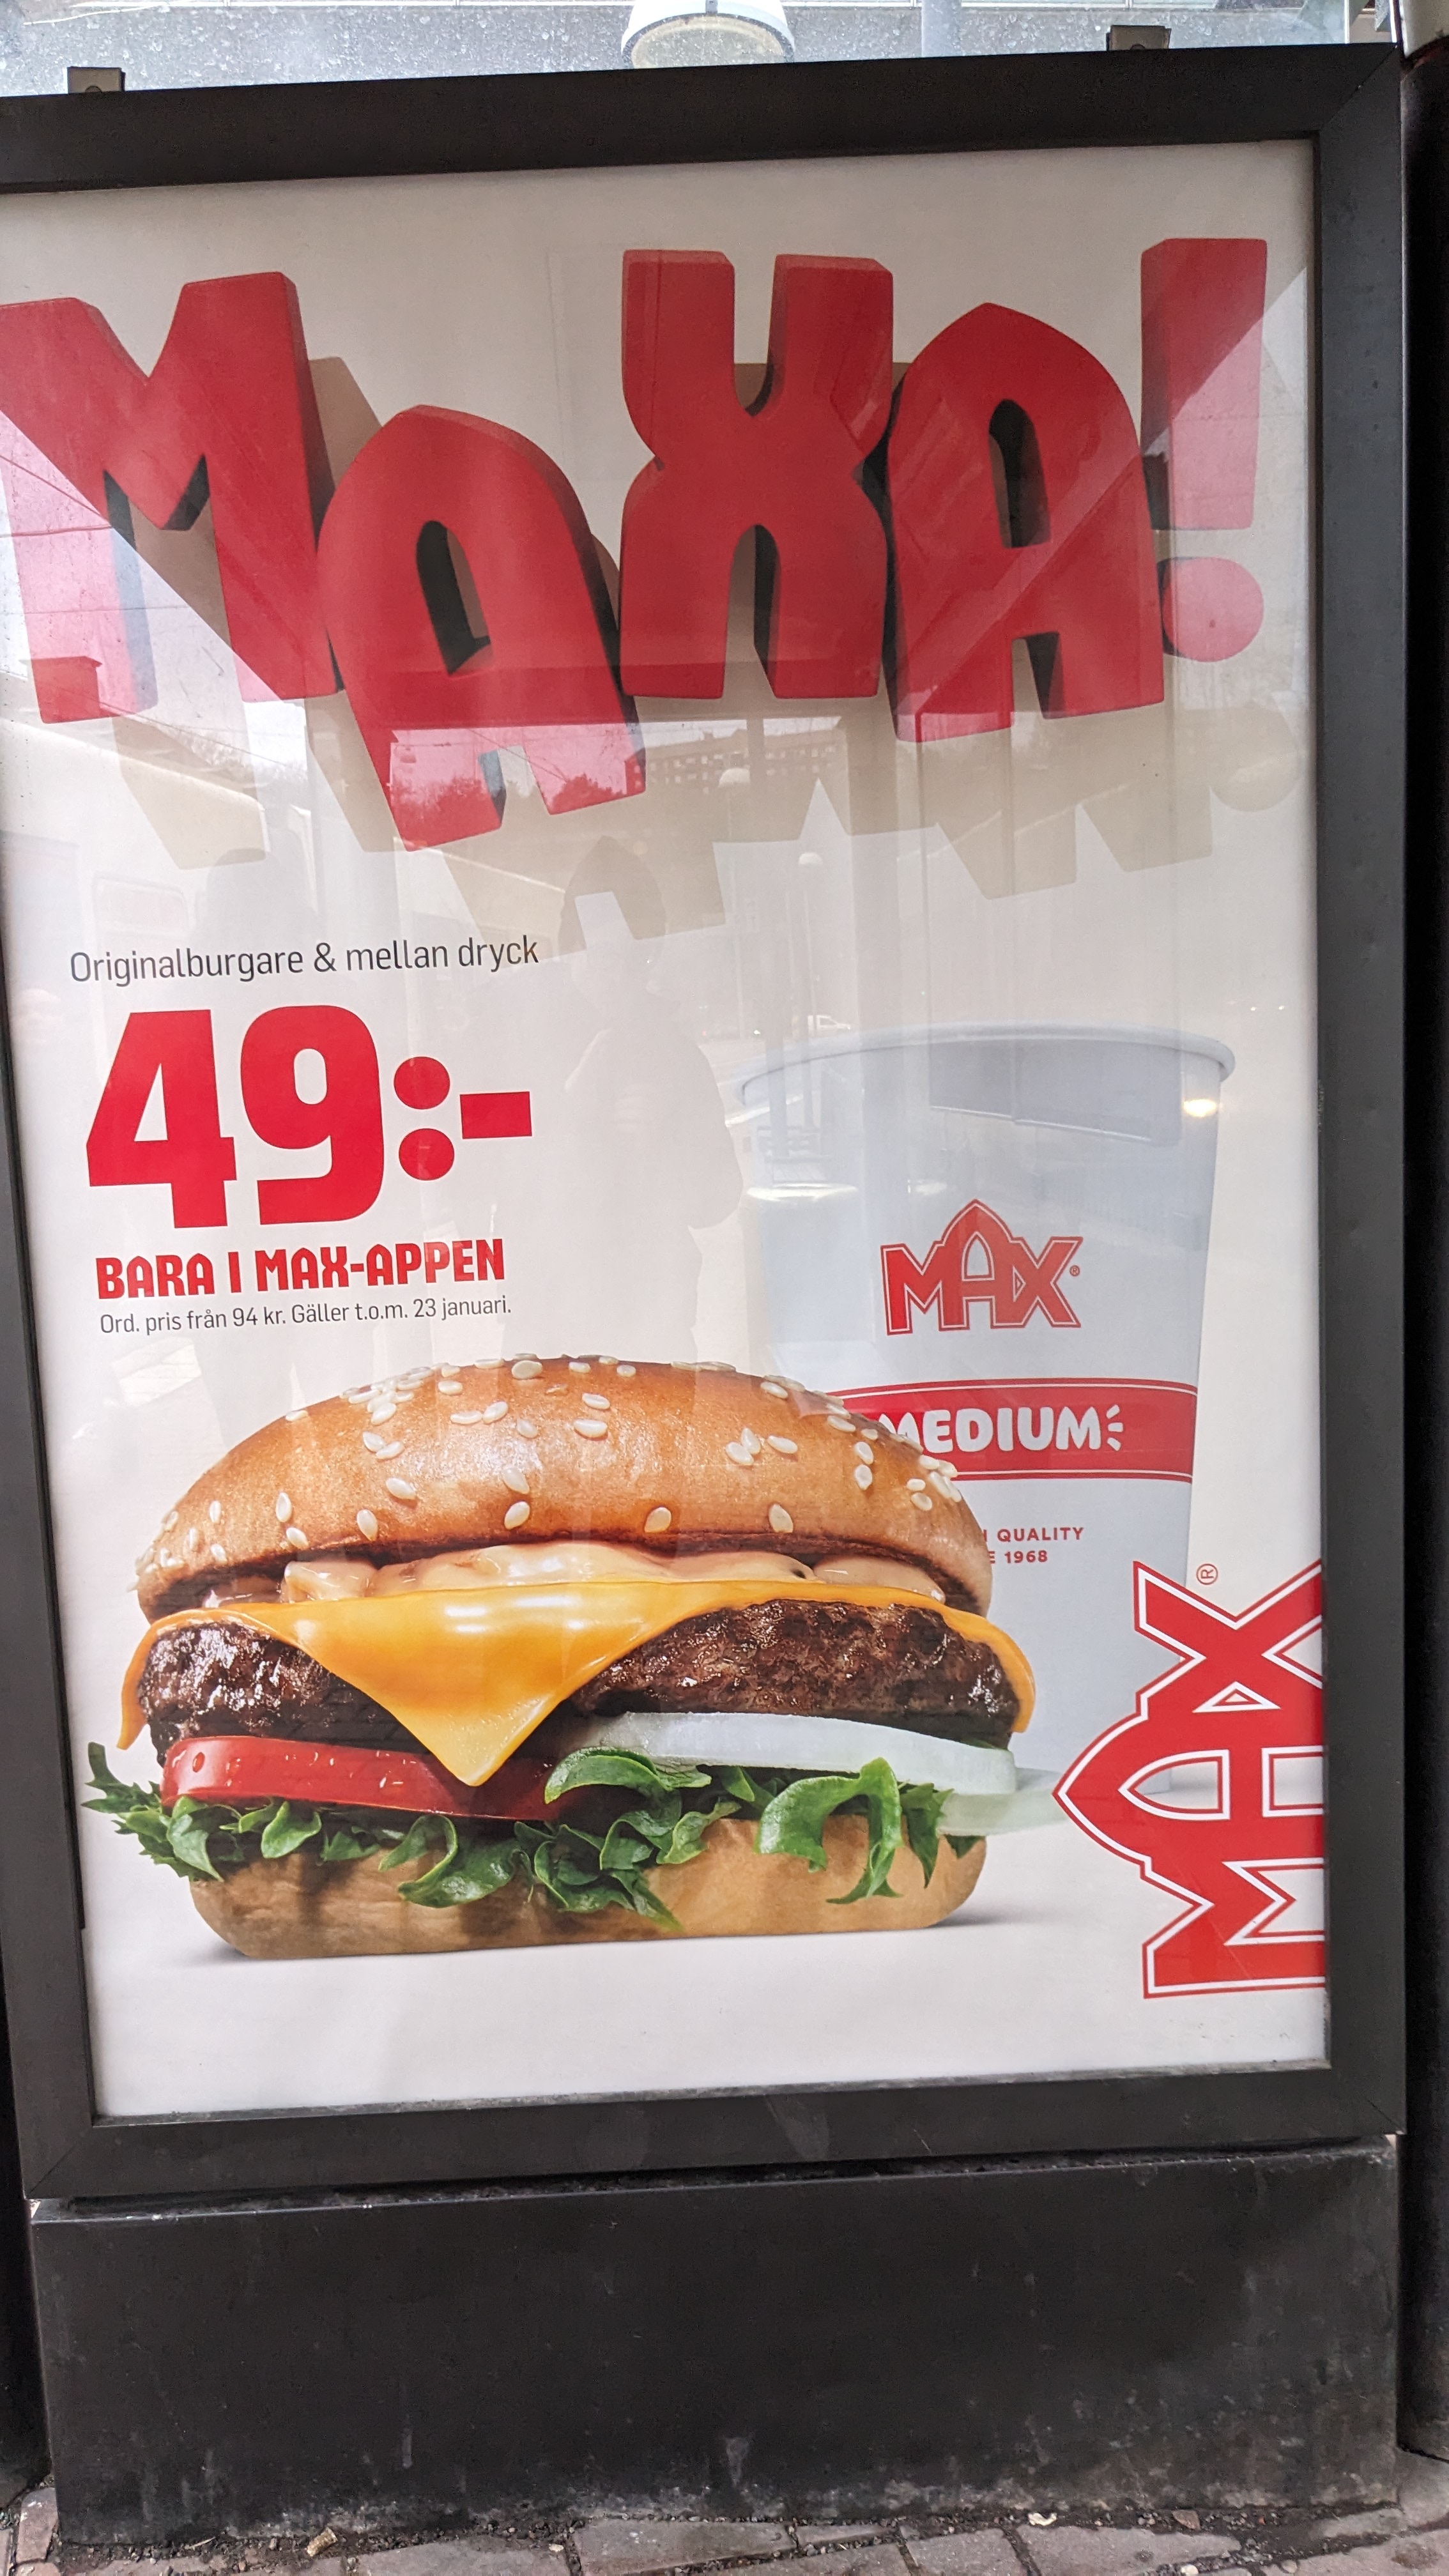 MAXA!
Originalburgare & mellan dryck
49:-
BARA I MAX-APPEN
Ord. pris från 94 kr. Gäller t.o.m. 23 januari.
MAX®
MEDIUM
QUALITY
1968
MAX®